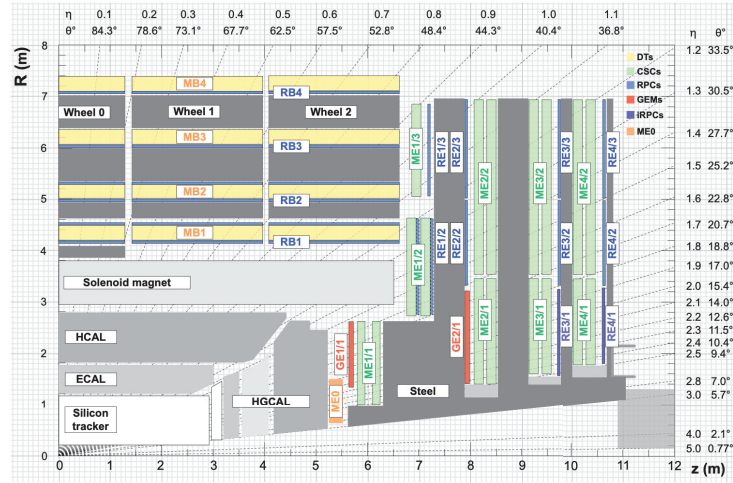 η 0.1 0.2 0.3 0.4 0.5 0.6 0.7 0.8 0.9 1.0 1.1 η θ°
θ° 84.3° 78.6° 73.1° 67.7° 62.5° 57.5° 52.8° 48.4° 44.3° 40.4° 36.8°
R (m)
8
7
6
5
4
3
2
1
0
1.2 33.5°
1.3 30.5°
1.4 27.7°
1.5 25.2°
1.6 22.8°
1.7 20.7°
1.8 18.8°
1.9 17.0°
2.0 15.4°
2.1 14.0°
2.2 12.6°
2.3 11.5°
2.4 10.4°
2.5 9.4°
2.8 7.0°
3.0 5.7°
4.0 2.1°
5.0 0.77°
DTs
CSCs
RPCs
GEMs
iRPCs
ME0
MB4
RB4
Wheel 0 Wheel 1 Wheel 2
MB3
RB3
MB2
RB2
MB1
RB1
Solenoid magnet
HCAL
ECAL
Silicon
tracker
HGCAL
Steel
ME0
GE1/1
ME1/1
ME1/2
ME1/3
RE1/3
RE2/3
RE1/2
RE2/2
GE2/1
ME2/2
ME2/1
ME3/2
ME3/1
RE3/3
RE3/2
RE3/1
ME4/2
ME4/1
RE4/3
RE4/2
RE4/1
0 1 2 3 4 5 6 7 8 9 10 11 12
z (m)